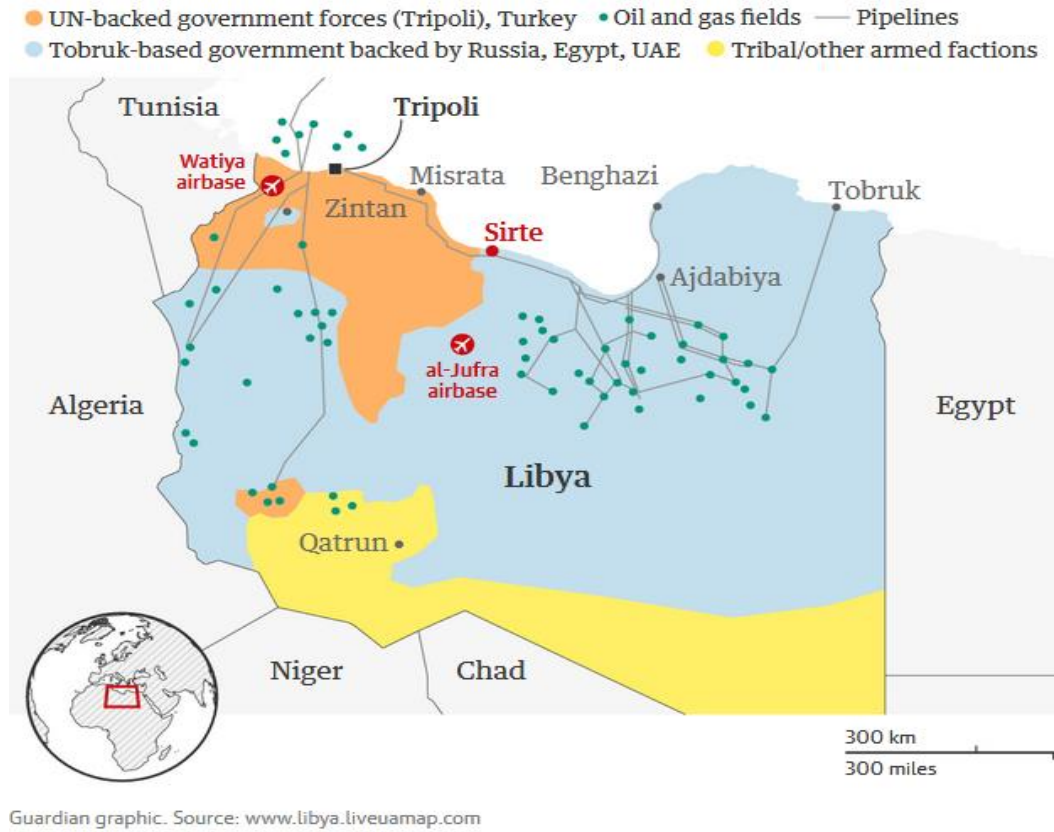 UN-backed government forces (Tripoli), Turkey
Oil and gas fields
Pipelines
Tobruk-based government backed by Russia, Egypt, UAE
Tribal/other armed factions
Tunisia
Tripoli
Watiya
airbase
Misrata
Benghazi
Tobruk
Zintan
Sirte
Ajdabiya
al-Jufra
airbase
Algeria
Egypt
Libya
Qatrun
Niger
Chad
300 km
300 miles
Guardian graphic. Source: www.libya.liveuamap.com